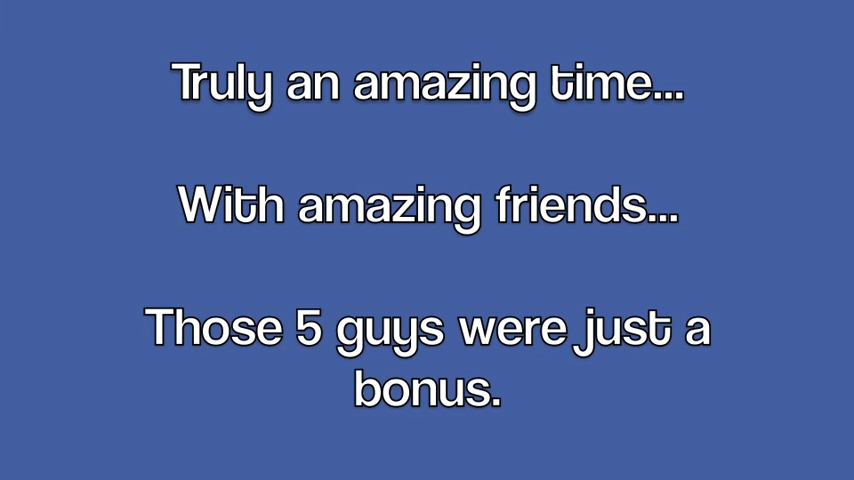 Truly an amazing time...
With amazing friends...
Those 5 guys were just a
bonus.